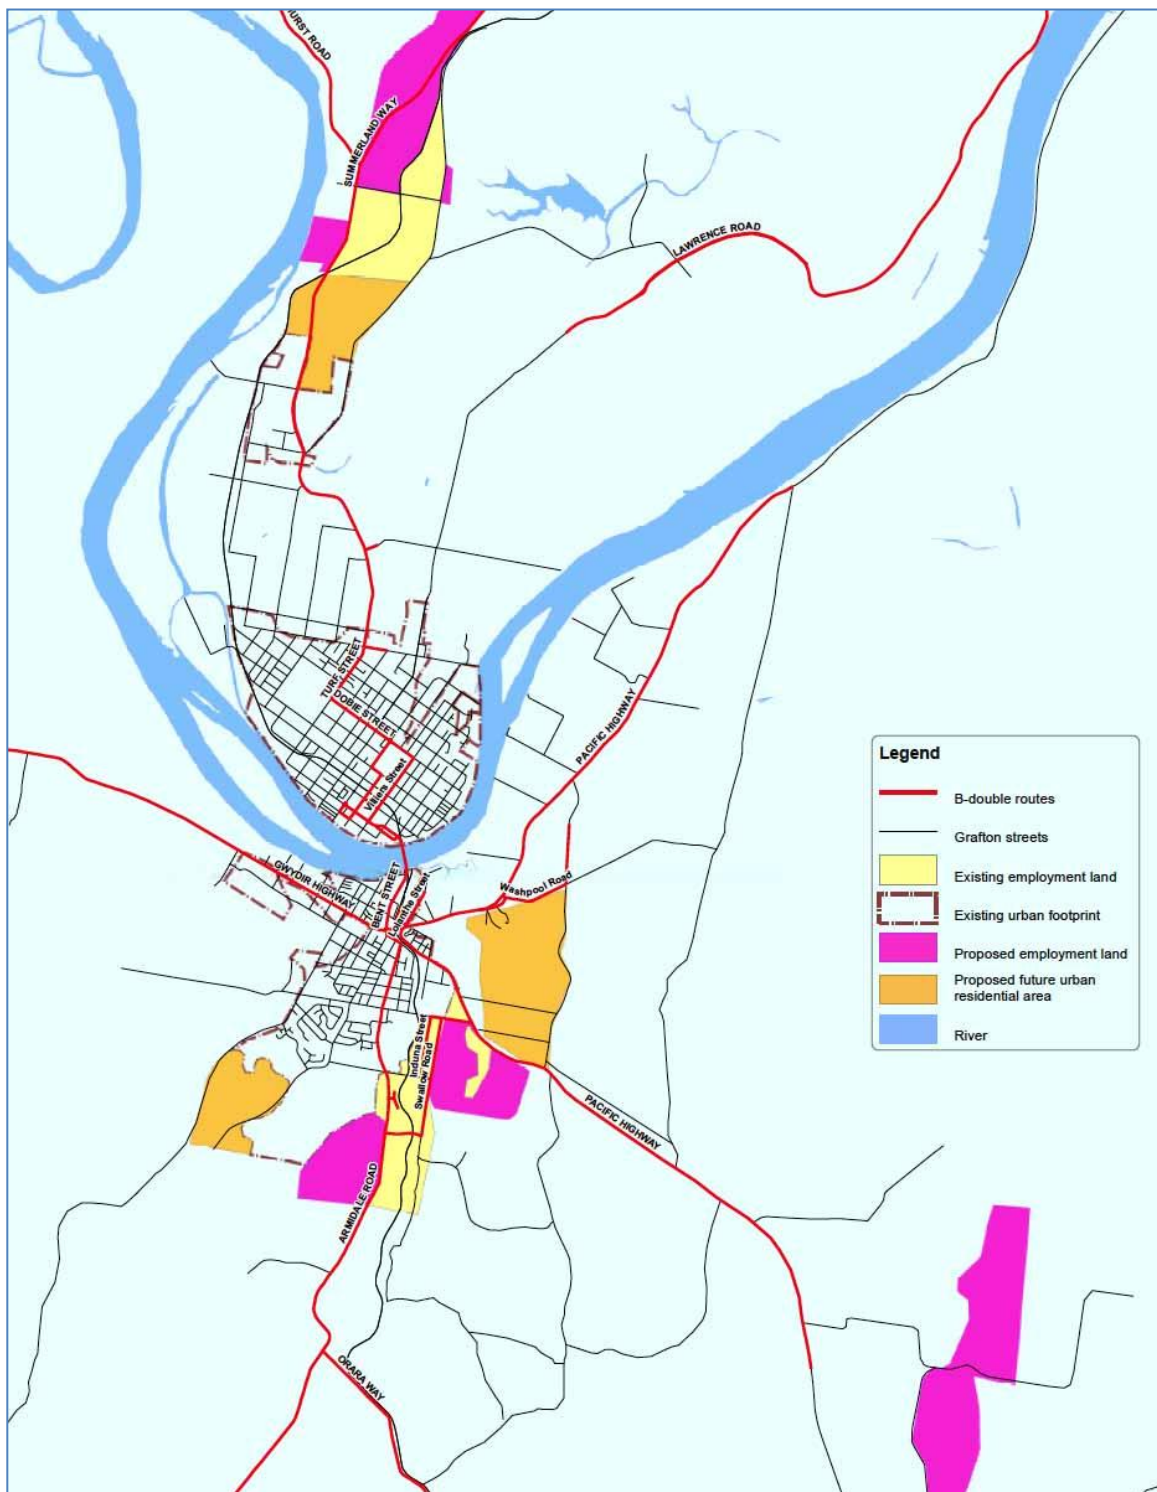 HURST ROAD
SUMMERLAND WAY
LAWRENCE ROAD
TURF STREET
DOBIE STREET
Villiers Street
PACIFIC HIGHWAY
GWYDIR HIGHWAY
BENT STREET
Lolanthe Street
Washpool Road
Induna Street
Swallow Road
PACIFIC HIGHWAY
ARMIDALE ROAD
ORARA WAY
Legend
B-double routes
Grafton streets
Existing employment land
Existing urban footprint
Proposed employment land
Proposed future urban
residential area
River